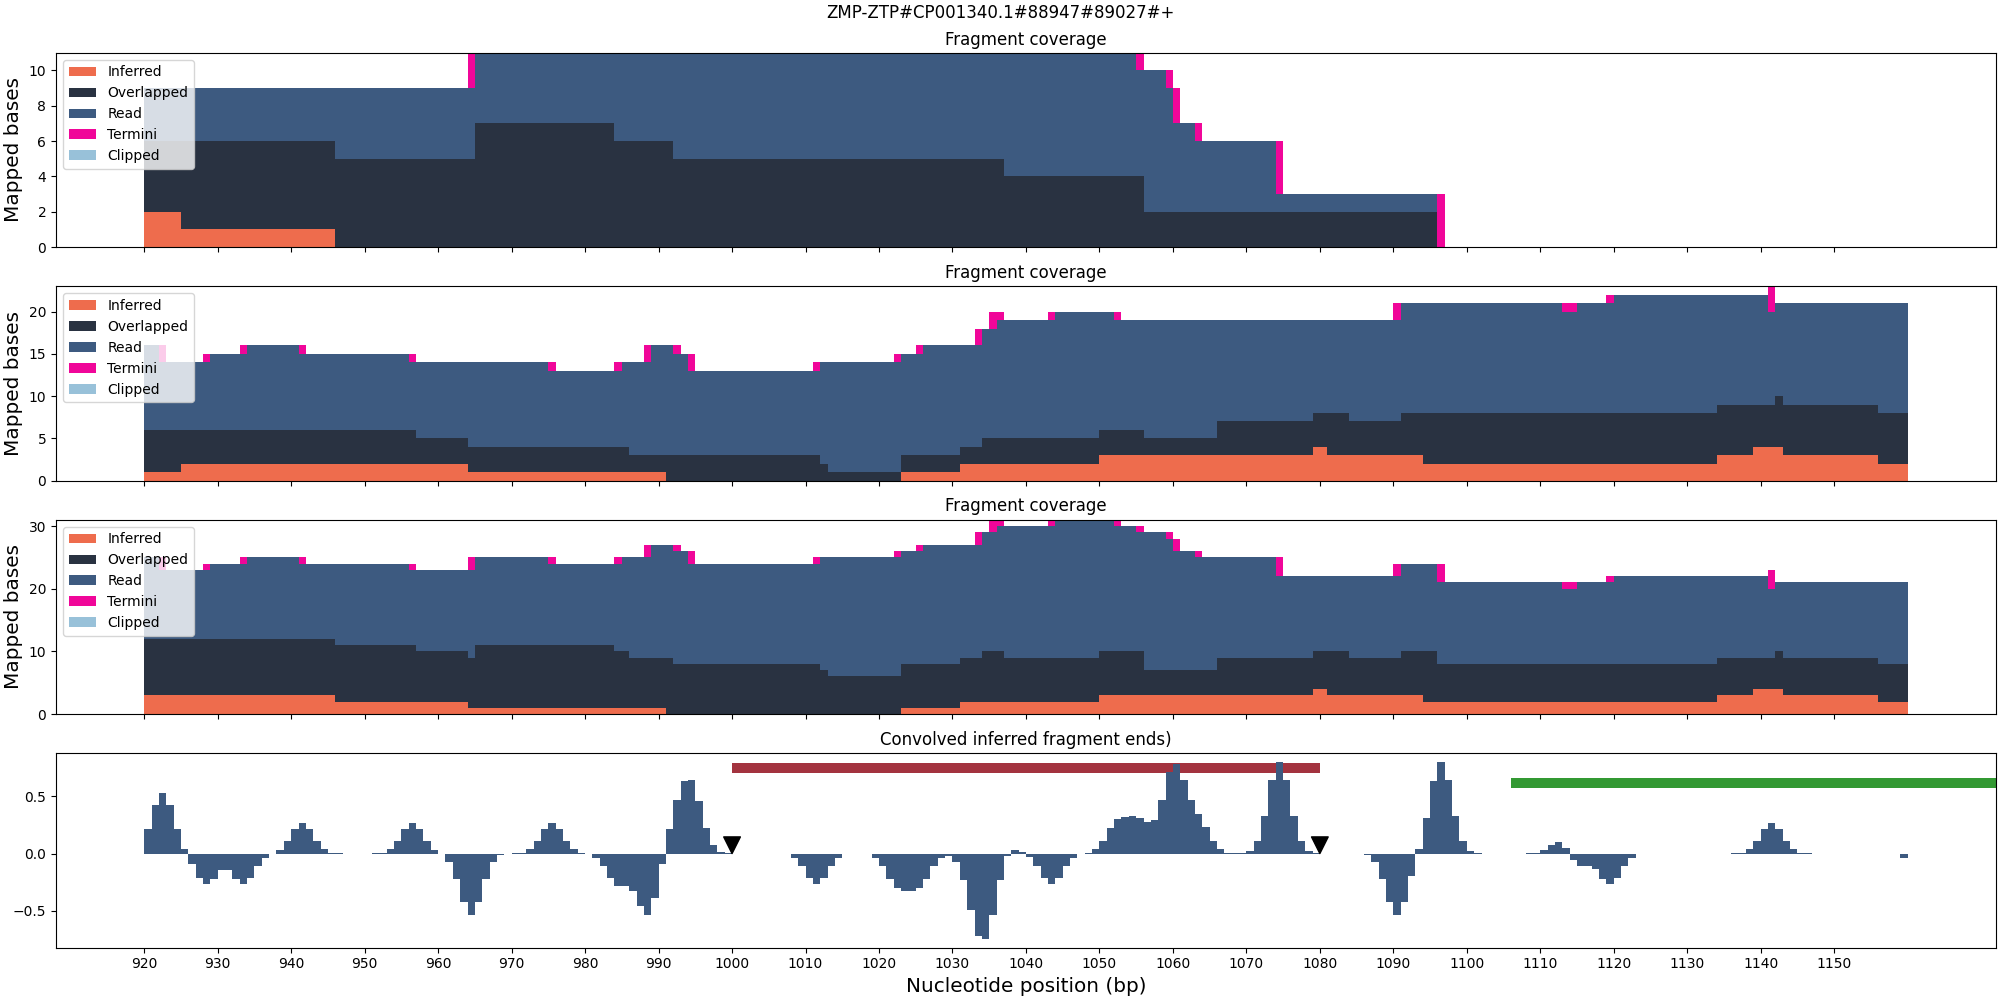 ZMP-ZTP#CP001340.1#88947#89027#+
Fragment coverage
Mapped bases
10
8
6
4
2
0
Inferred
Overlapped
Read
Termini
Clipped
Fragment coverage
Mapped bases
20
15
10
5
0
Inferred
Overlapped
Read
Termini
Clipped
Fragment coverage
Mapped bases
30
20
10
0
Inferred
Overlapped
Read
Termini
Clipped
Convolved inferred fragment ends)
0.5
0.0
−0.5
920 930 940 950 960 970 980 990 1000 1010 1020 1030 1040 1050 1060 1070 1080 1090 1100 1110 1120 1130 1140 1150
Nucleotide position (bp)